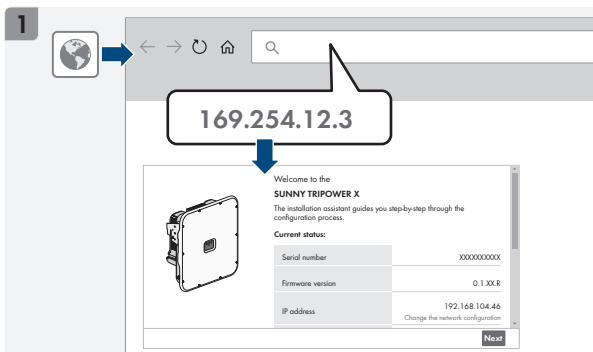 1
169.254.12.3
Welcome to the
SUNNY TRIPOWER X
The installation assistant guides you step-by-step through the
configuration process.
Current status:
Serial number XXXXXXXXXX
Firmware version 0.1.XX.R
IP address 192.168.104.46
Change the network configuration
Next